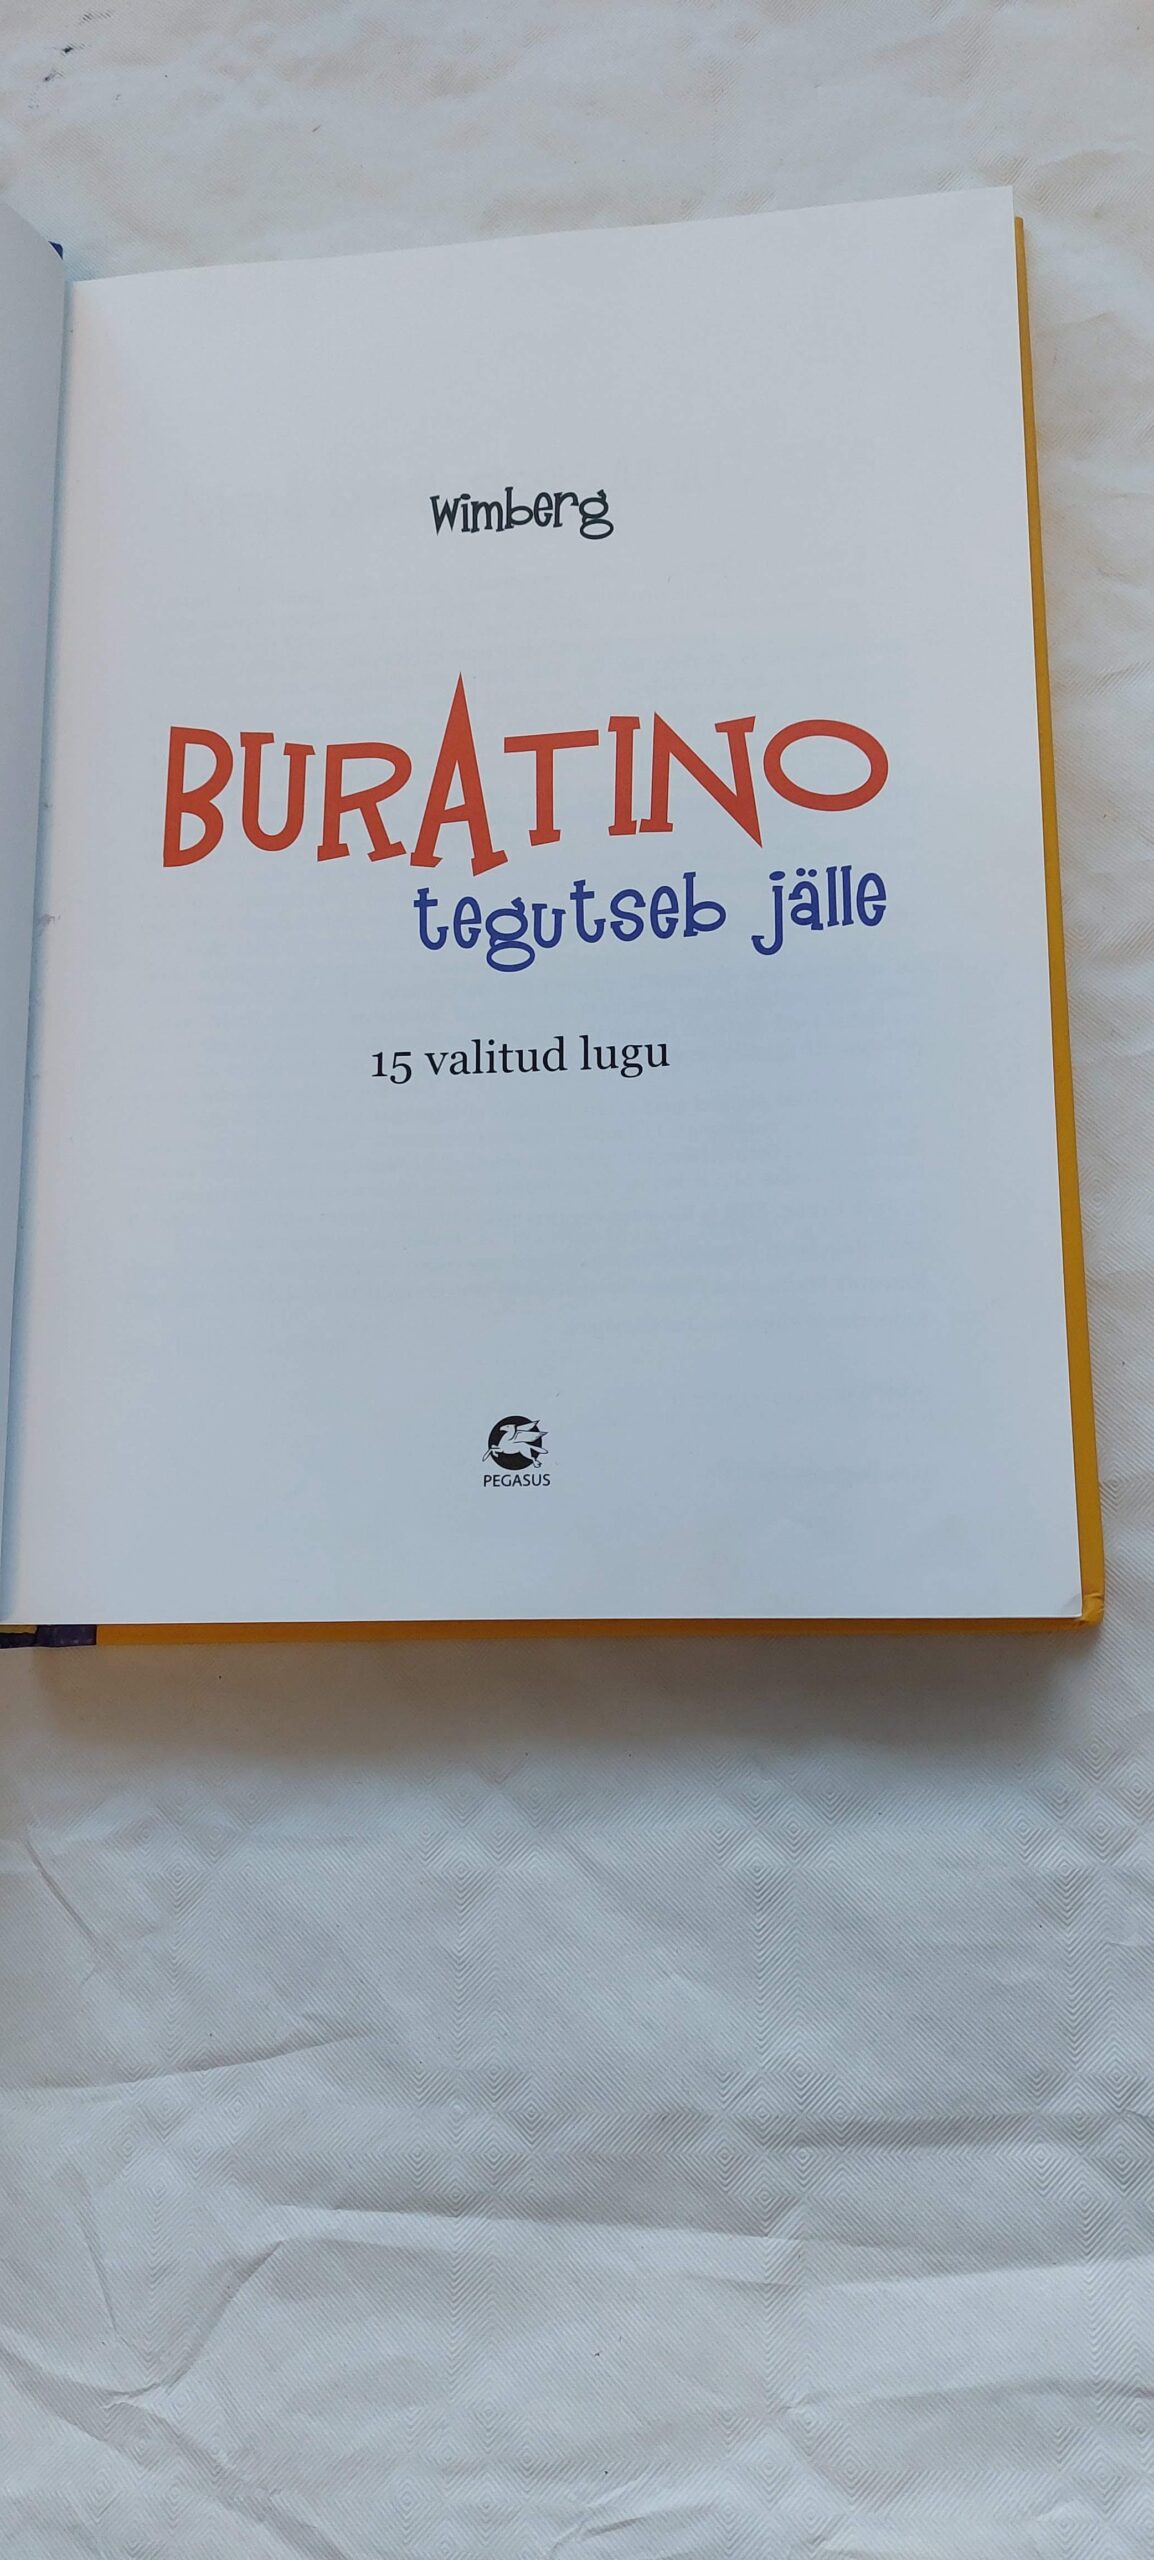 wimberg
BURATINO
tegutseb jälle
15 valitud lugu
PEGASUS